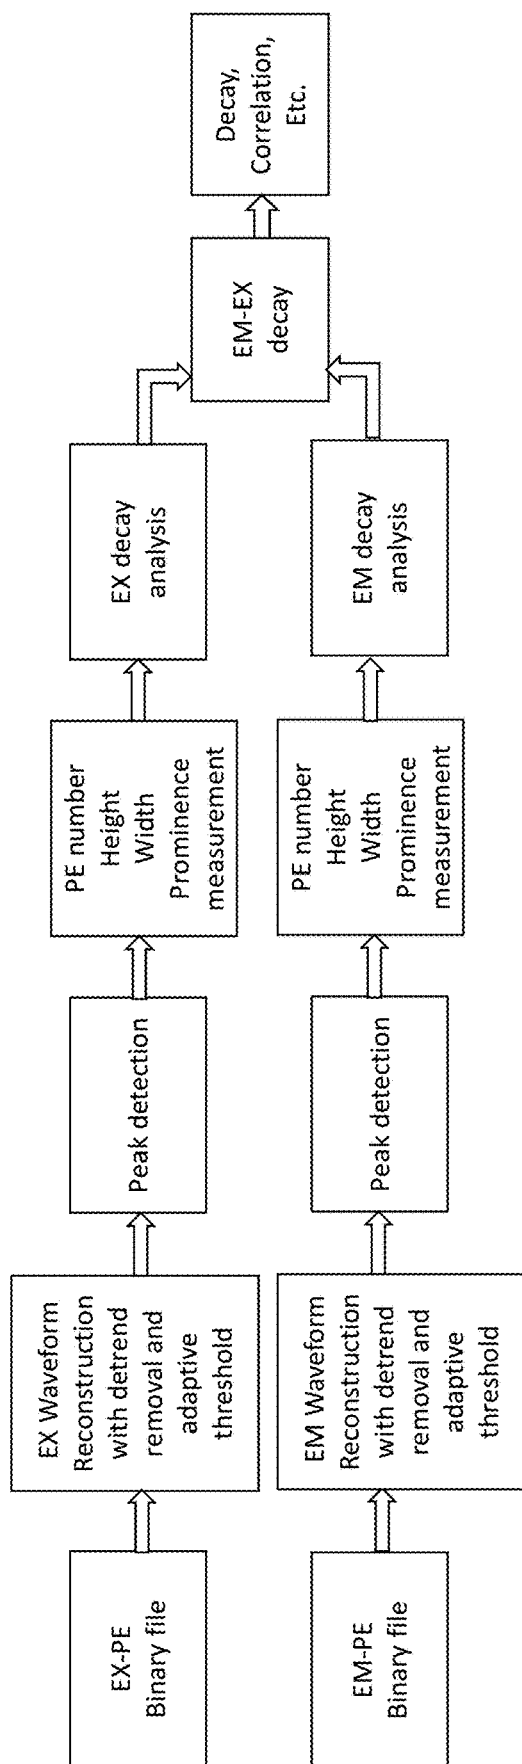 EX-PE
Binary file
EX Waveform
Reconstruction
with detrend
removal and
adaptive
threshold
Peak detection
PE number
Height
Width
Prominence
measurement
EX decay
analysis
EM-PE
Binary file
EM Waveform
Reconstruction
with detrend
removal and
adaptive
threshold
Peak detection
PE number
Height
Width
Prominence
measurement
EM decay
analysis
EM-EX
decay
Decay,
Correlation,
Etc.